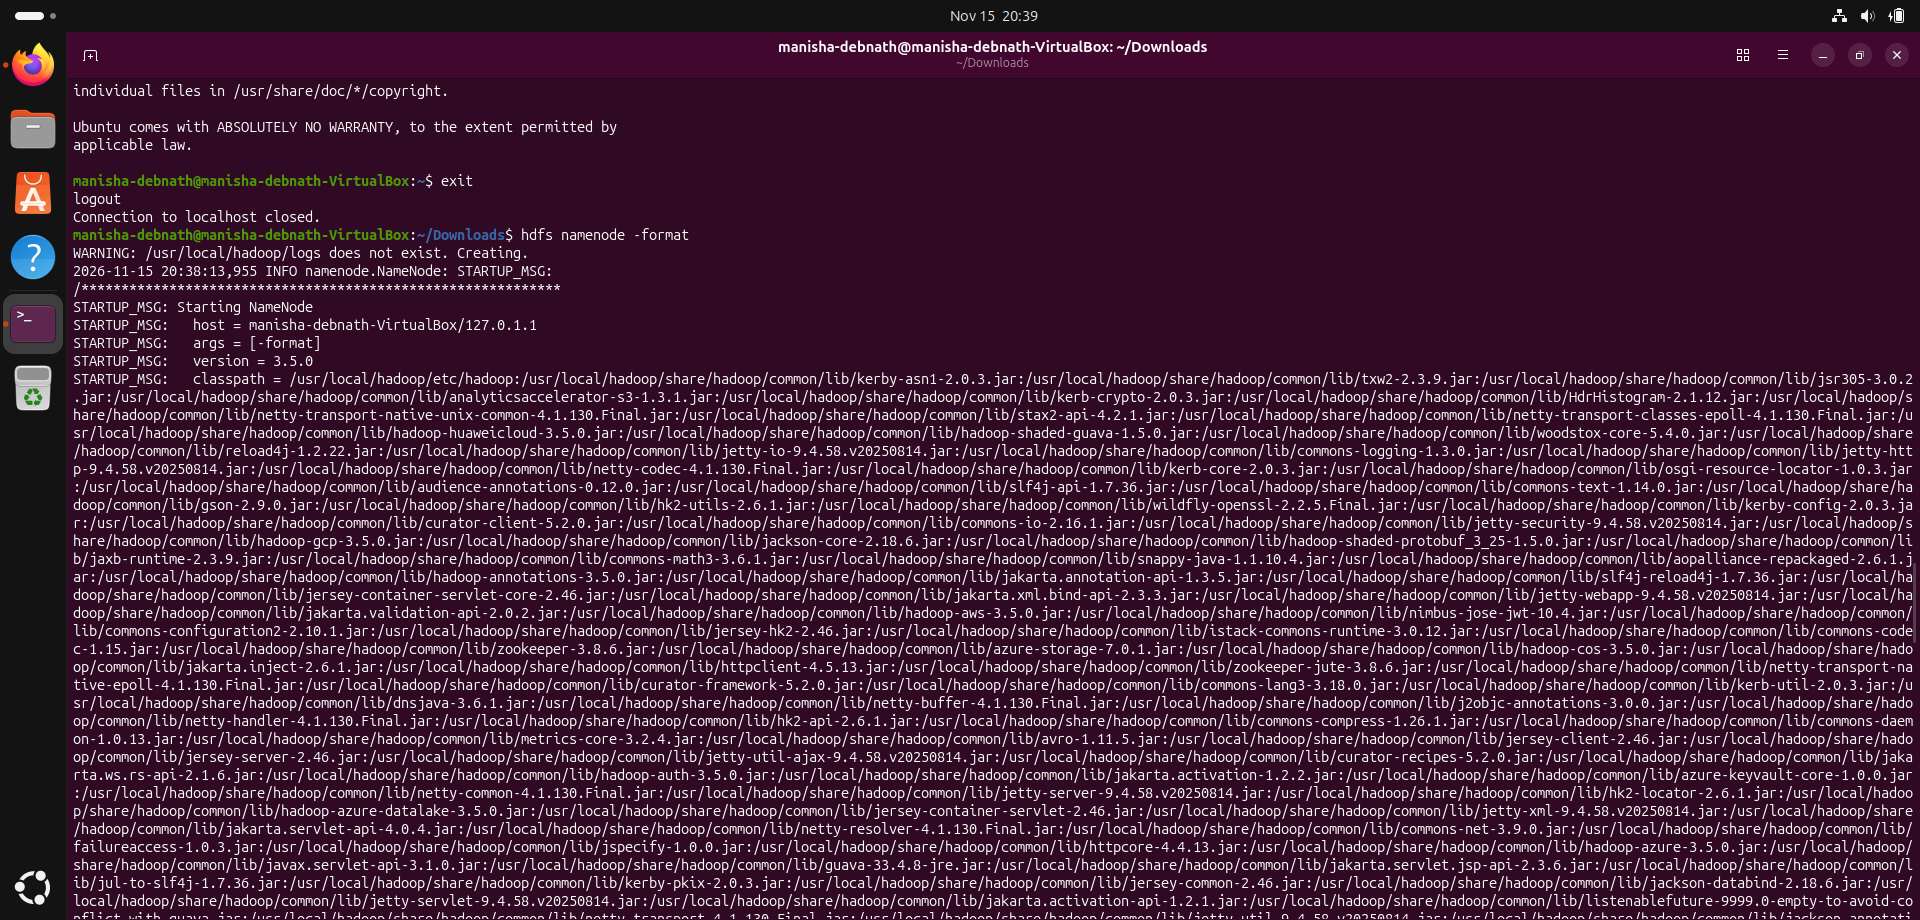 Nov 15 20:39
manisha-debnath@manisha-debnath-VirtualBox: ~/Downloads
~/Downloads
individual files in /usr/share/doc/*/copyright.
Ubuntu comes with ABSOLUTELY NO WARRANTY, to the extent permitted by
applicable law.
manisha-debnath@manisha-debnath-VirtualBox:~$ exit
logout
Connection to localhost closed.
manisha-debnath@manisha-debnath-VirtualBox:~/Downloads$ hdfs namenode -format
WARNING: /usr/local/hadoop/logs does not exist. Creating.
2026-11-15 20:38:13,955 INFO namenode.NameNode: STARTUP_MSG:
/************************************************************
STARTUP_MSG: Starting NameNode
STARTUP_MSG:   host = manisha-debnath-VirtualBox/127.0.1.1
STARTUP_MSG:   args = [-format]
STARTUP_MSG:   version = 3.5.0
STARTUP_MSG:   classpath = /usr/local/hadoop/etc/hadoop:/usr/local/hadoop/share/hadoop/common/lib/kerby-asn1-2.0.3.jar:/usr/local/hadoop/share/hadoop/common/lib/txw2-2.3.9.jar:/usr/local/hadoop/share/hadoop/common/lib/jsr305-3.0.2
.jar:/usr/local/hadoop/share/hadoop/common/lib/analyticsaccelerator-s3-1.3.1.jar:/usr/local/hadoop/share/hadoop/common/lib/kerb-crypto-2.0.3.jar:/usr/local/hadoop/share/hadoop/common/lib/HdrHistogram-2.1.12.jar:/usr/local/hadoop/s
hare/hadoop/common/lib/netty-transport-native-unix-common-4.1.130.Final.jar:/usr/local/hadoop/share/hadoop/common/lib/stax2-api-4.2.1.jar:/usr/local/hadoop/share/hadoop/common/lib/netty-transport-classes-epoll-4.1.130.Final.jar:/u
sr/local/hadoop/share/hadoop/common/lib/hadoop-huaweicloud-3.5.0.jar:/usr/local/hadoop/share/hadoop/common/lib/hadoop-shaded-guava-1.5.0.jar:/usr/local/hadoop/share/hadoop/common/lib/woodstox-core-5.4.0.jar:/usr/local/hadoop/share
/hadoop/common/lib/reload4j-1.2.22.jar:/usr/local/hadoop/share/hadoop/common/lib/jetty-io-9.4.58.v20250814.jar:/usr/local/hadoop/share/hadoop/common/lib/commons-logging-1.3.0.jar:/usr/local/hadoop/share/hadoop/common/lib/jetty-htt
p-9.4.58.v20250814.jar:/usr/local/hadoop/share/hadoop/common/lib/netty-codec-4.1.130.Final.jar:/usr/local/hadoop/share/hadoop/common/lib/kerb-core-2.0.3.jar:/usr/local/hadoop/share/hadoop/common/lib/osgi-resource-locator-1.0.3.jar
:/usr/local/hadoop/share/hadoop/common/lib/audience-annotations-0.12.0.jar:/usr/local/hadoop/share/hadoop/common/lib/slf4j-api-1.7.36.jar:/usr/local/hadoop/share/hadoop/common/lib/commons-text-1.14.0.jar:/usr/local/hadoop/share/ha
doop/common/lib/gson-2.9.0.jar:/usr/local/hadoop/share/hadoop/common/lib/hk2-utils-2.6.1.jar:/usr/local/hadoop/share/hadoop/common/lib/wildfly-openssl-2.2.5.Final.jar:/usr/local/hadoop/share/hadoop/common/lib/kerby-config-2.0.3.ja
r:/usr/local/hadoop/share/hadoop/common/lib/curator-client-5.2.0.jar:/usr/local/hadoop/share/hadoop/common/lib/commons-io-2.16.1.jar:/usr/local/hadoop/share/hadoop/common/lib/jetty-security-9.4.58.v20250814.jar:/usr/local/hadoop/s
hare/hadoop/common/lib/hadoop-gcp-3.5.0.jar:/usr/local/hadoop/share/hadoop/common/lib/jackson-core-2.18.6.jar:/usr/local/hadoop/share/hadoop/common/lib/hadoop-shaded-protobuf_3_25-1.5.0.jar:/usr/local/hadoop/share/hadoop/common/li
b/jaxb-runtime-2.3.9.jar:/usr/local/hadoop/share/hadoop/common/lib/commons-math3-3.6.1.jar:/usr/local/hadoop/share/hadoop/common/lib/snappy-java-1.1.10.4.jar:/usr/local/hadoop/share/hadoop/common/lib/aopalliance-repackaged-2.6.1.j
ar:/usr/local/hadoop/share/hadoop/common/lib/hadoop-annotations-3.5.0.jar:/usr/local/hadoop/share/hadoop/common/lib/jakarta.annotation-api-1.3.5.jar:/usr/local/hadoop/share/hadoop/common/lib/slf4j-reload4j-1.7.36.jar:/usr/local/ha
doop/share/hadoop/common/lib/jersey-container-servlet-core-2.46.jar:/usr/local/hadoop/share/hadoop/common/lib/jakarta.xml.bind-api-2.3.3.jar:/usr/local/hadoop/share/hadoop/common/lib/jetty-webapp-9.4.58.v20250814.jar:/usr/local/ha
doop/share/hadoop/common/lib/jakarta.validation-api-2.0.2.jar:/usr/local/hadoop/share/hadoop/common/lib/hadoop-aws-3.5.0.jar:/usr/local/hadoop/share/hadoop/common/lib/nimbus-jose-jwt-10.4.jar:/usr/local/hadoop/share/hadoop/common/
lib/commons-configuration2-2.10.1.jar:/usr/local/hadoop/share/hadoop/common/lib/jersey-hk2-2.46.jar:/usr/local/hadoop/share/hadoop/common/lib/istack-commons-runtime-3.0.12.jar:/usr/local/hadoop/share/hadoop/common/lib/commons-code
c-1.15.jar:/usr/local/hadoop/share/hadoop/common/lib/zookeeper-3.8.6.jar:/usr/local/hadoop/share/hadoop/common/lib/azure-storage-7.0.1.jar:/usr/local/hadoop/share/hadoop/common/lib/hadoop-cos-3.5.0.jar:/usr/local/hadoop/share/hado
op/common/lib/jakarta.inject-2.6.1.jar:/usr/local/hadoop/share/hadoop/common/lib/httpclient-4.5.13.jar:/usr/local/hadoop/share/hadoop/common/lib/zookeeper-jute-3.8.6.jar:/usr/local/hadoop/share/hadoop/common/lib/netty-transport-na
tive-epoll-4.1.130.Final.jar:/usr/local/hadoop/share/hadoop/common/lib/curator-framework-5.2.0.jar:/usr/local/hadoop/share/hadoop/common/lib/commons-lang3-3.18.0.jar:/usr/local/hadoop/share/hadoop/common/lib/kerb-util-2.0.3.jar:/u
sr/local/hadoop/share/hadoop/common/lib/dnsjava-3.6.1.jar:/usr/local/hadoop/share/hadoop/common/lib/netty-buffer-4.1.130.Final.jar:/usr/local/hadoop/share/hadoop/common/lib/j2objc-annotations-3.0.0.jar:/usr/local/hadoop/share/hado
op/common/lib/netty-handler-4.1.130.Final.jar:/usr/local/hadoop/share/hadoop/common/lib/hk2-api-2.6.1.jar:/usr/local/hadoop/share/hadoop/common/lib/commons-compress-1.26.1.jar:/usr/local/hadoop/share/hadoop/common/lib/commons-daem
on-1.0.13.jar:/usr/local/hadoop/share/hadoop/common/lib/metrics-core-3.2.4.jar:/usr/local/hadoop/share/hadoop/common/lib/avro-1.11.5.jar:/usr/local/hadoop/share/hadoop/common/lib/jersey-client-2.46.jar:/usr/local/hadoop/share/hado
op/common/lib/jersey-server-2.46.jar:/usr/local/hadoop/share/hadoop/common/lib/jetty-util-ajax-9.4.58.v20250814.jar:/usr/local/hadoop/share/hadoop/common/lib/curator-recipes-5.2.0.jar:/usr/local/hadoop/share/hadoop/common/lib/jaka
rta.ws.rs-api-2.1.6.jar:/usr/local/hadoop/share/hadoop/common/lib/hadoop-auth-3.5.0.jar:/usr/local/hadoop/share/hadoop/common/lib/jakarta.activation-1.2.2.jar:/usr/local/hadoop/share/hadoop/common/lib/azure-keyvault-core-1.0.0.jar
:/usr/local/hadoop/share/hadoop/common/lib/netty-common-4.1.130.Final.jar:/usr/local/hadoop/share/hadoop/common/lib/jetty-server-9.4.58.v20250814.jar:/usr/local/hadoop/share/hadoop/common/lib/hk2-locator-2.6.1.jar:/usr/local/hadoo
p/share/hadoop/common/lib/hadoop-azure-datalake-3.5.0.jar:/usr/local/hadoop/share/hadoop/common/lib/jersey-container-servlet-2.46.jar:/usr/local/hadoop/share/hadoop/common/lib/jetty-xml-9.4.58.v20250814.jar:/usr/local/hadoop/share
/hadoop/common/lib/jakarta.servlet-api-4.0.4.jar:/usr/local/hadoop/share/hadoop/common/lib/netty-resolver-4.1.130.Final.jar:/usr/local/hadoop/share/hadoop/common/lib/commons-net-3.9.0.jar:/usr/local/hadoop/share/hadoop/common/lib/
failureaccess-1.0.3.jar:/usr/local/hadoop/share/hadoop/common/lib/jspecify-1.0.0.jar:/usr/local/hadoop/share/hadoop/common/lib/httpcore-4.4.13.jar:/usr/local/hadoop/share/hadoop/common/lib/hadoop-azure-3.5.0.jar:/usr/local/hadoop/
share/hadoop/common/lib/javax.servlet-api-3.1.0.jar:/usr/local/hadoop/share/hadoop/common/lib/guava-33.4.8-jre.jar:/usr/local/hadoop/share/hadoop/common/lib/jakarta.servlet.jsp-api-2.3.6.jar:/usr/local/hadoop/share/hadoop/common/l
ib/jul-to-slf4j-1.7.36.jar:/usr/local/hadoop/share/hadoop/common/lib/kerby-pkix-2.0.3.jar:/usr/local/hadoop/share/hadoop/common/lib/jersey-common-2.46.jar:/usr/local/hadoop/share/hadoop/common/lib/jackson-databind-2.18.6.jar:/usr/
local/hadoop/share/hadoop/common/lib/jetty-servlet-9.4.58.v20250814.jar:/usr/local/hadoop/share/hadoop/common/lib/jakarta.activation-api-1.2.1.jar:/usr/local/hadoop/share/hadoop/common/lib/listenablefuture-9999.0-empty-to-avoid-co
nflict-with-guava.jar:/usr/local/hadoop/share/hadoop/common/lib/netty-transport-4.1.130.Final.jar:/usr/local/hadoop/share/hadoop/common/lib/jetty-util-9.4.58.v20250814.jar:/usr/local/hadoop/share/hadoop/common/lib/jackson-annotati